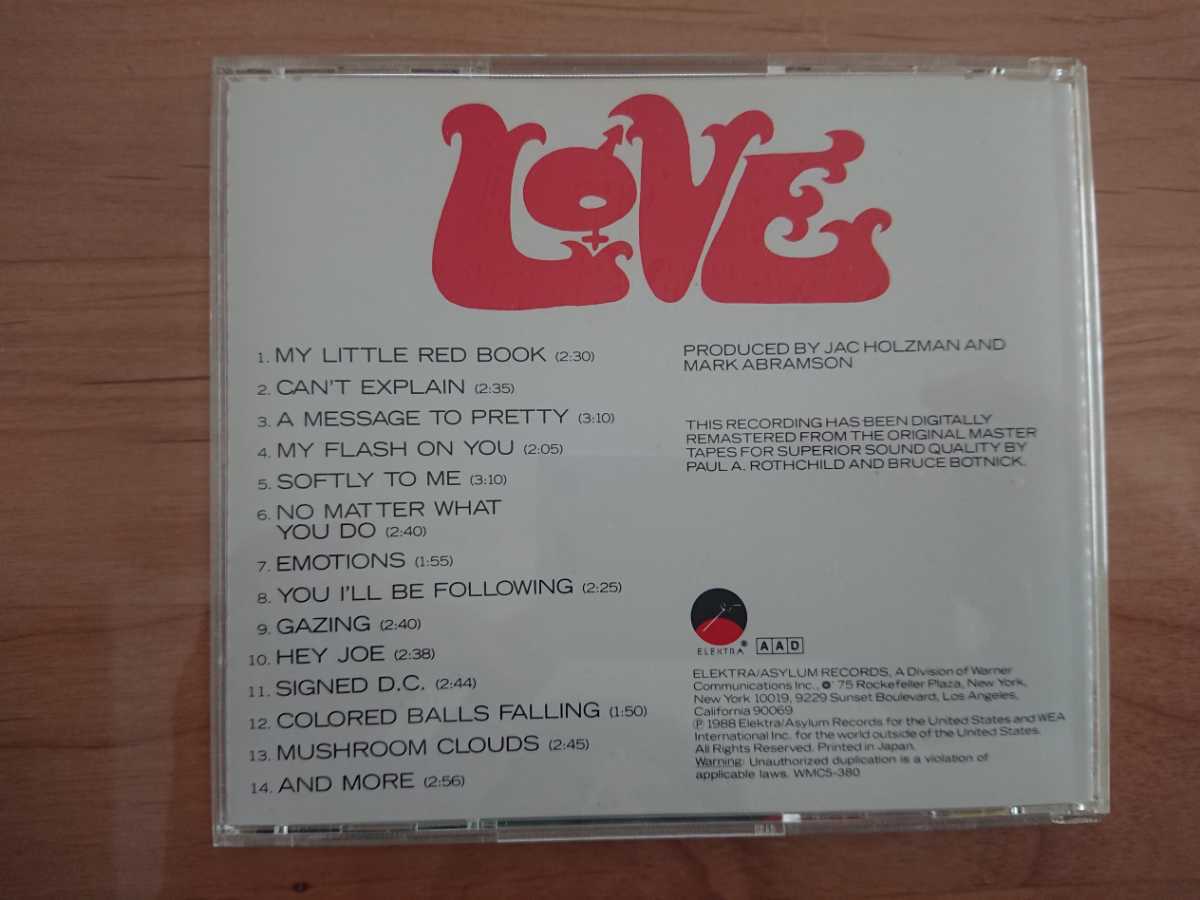 LOVE
1. MY LITTLE RED BOOK (2:30)
2. CAN'T EXPLAIN (2:35)
3. A MESSAGE TO PRETTY (3:10)
4. MY FLASH ON YOU (2:05)
5. SOFTLY TO ME (3:10)
6. NO MATTER WHAT
YOU DO (2:40)
7. EMOTIONS (1:55)
8. YOU I'LL BE FOLLOWING (2:25)
9. GAZING (2:40)
10. HEY JOE (2:38)
11. SIGNED D.C. (2:44)
12. COLORED BALLS FALLING (1:50)
13. MUSHROOM CLOUDS (2:45)
14. AND MORE (2:56)
PRODUCED BY JAC HOLZMAN AND
MARK ABRAMSON
THIS RECORDING HAS BEEN DIGITALLY
REMASTERED FROM THE ORIGINAL MASTER
TAPES FOR SUPERIOR SOUND QUALITY BY
PAUL A. ROTHCHILD AND BRUCE BOTNICK.
ELEKTRA® AAD
ELEKTRA/ASYLUM RECORDS, A Division of Warner
Communications Inc., 75 Rockefeller Plaza, New York,
New York 10019, 9229 Sunset Boulevard, Los Angeles,
California 90069
℗ 1988 Elektra/Asylum Records for the United States and WEA
International Inc. for the world outside of the United States.
All Rights Reserved. Printed in Japan.
Warning: Unauthorized duplication is a violation of
applicable laws. WMC5-380